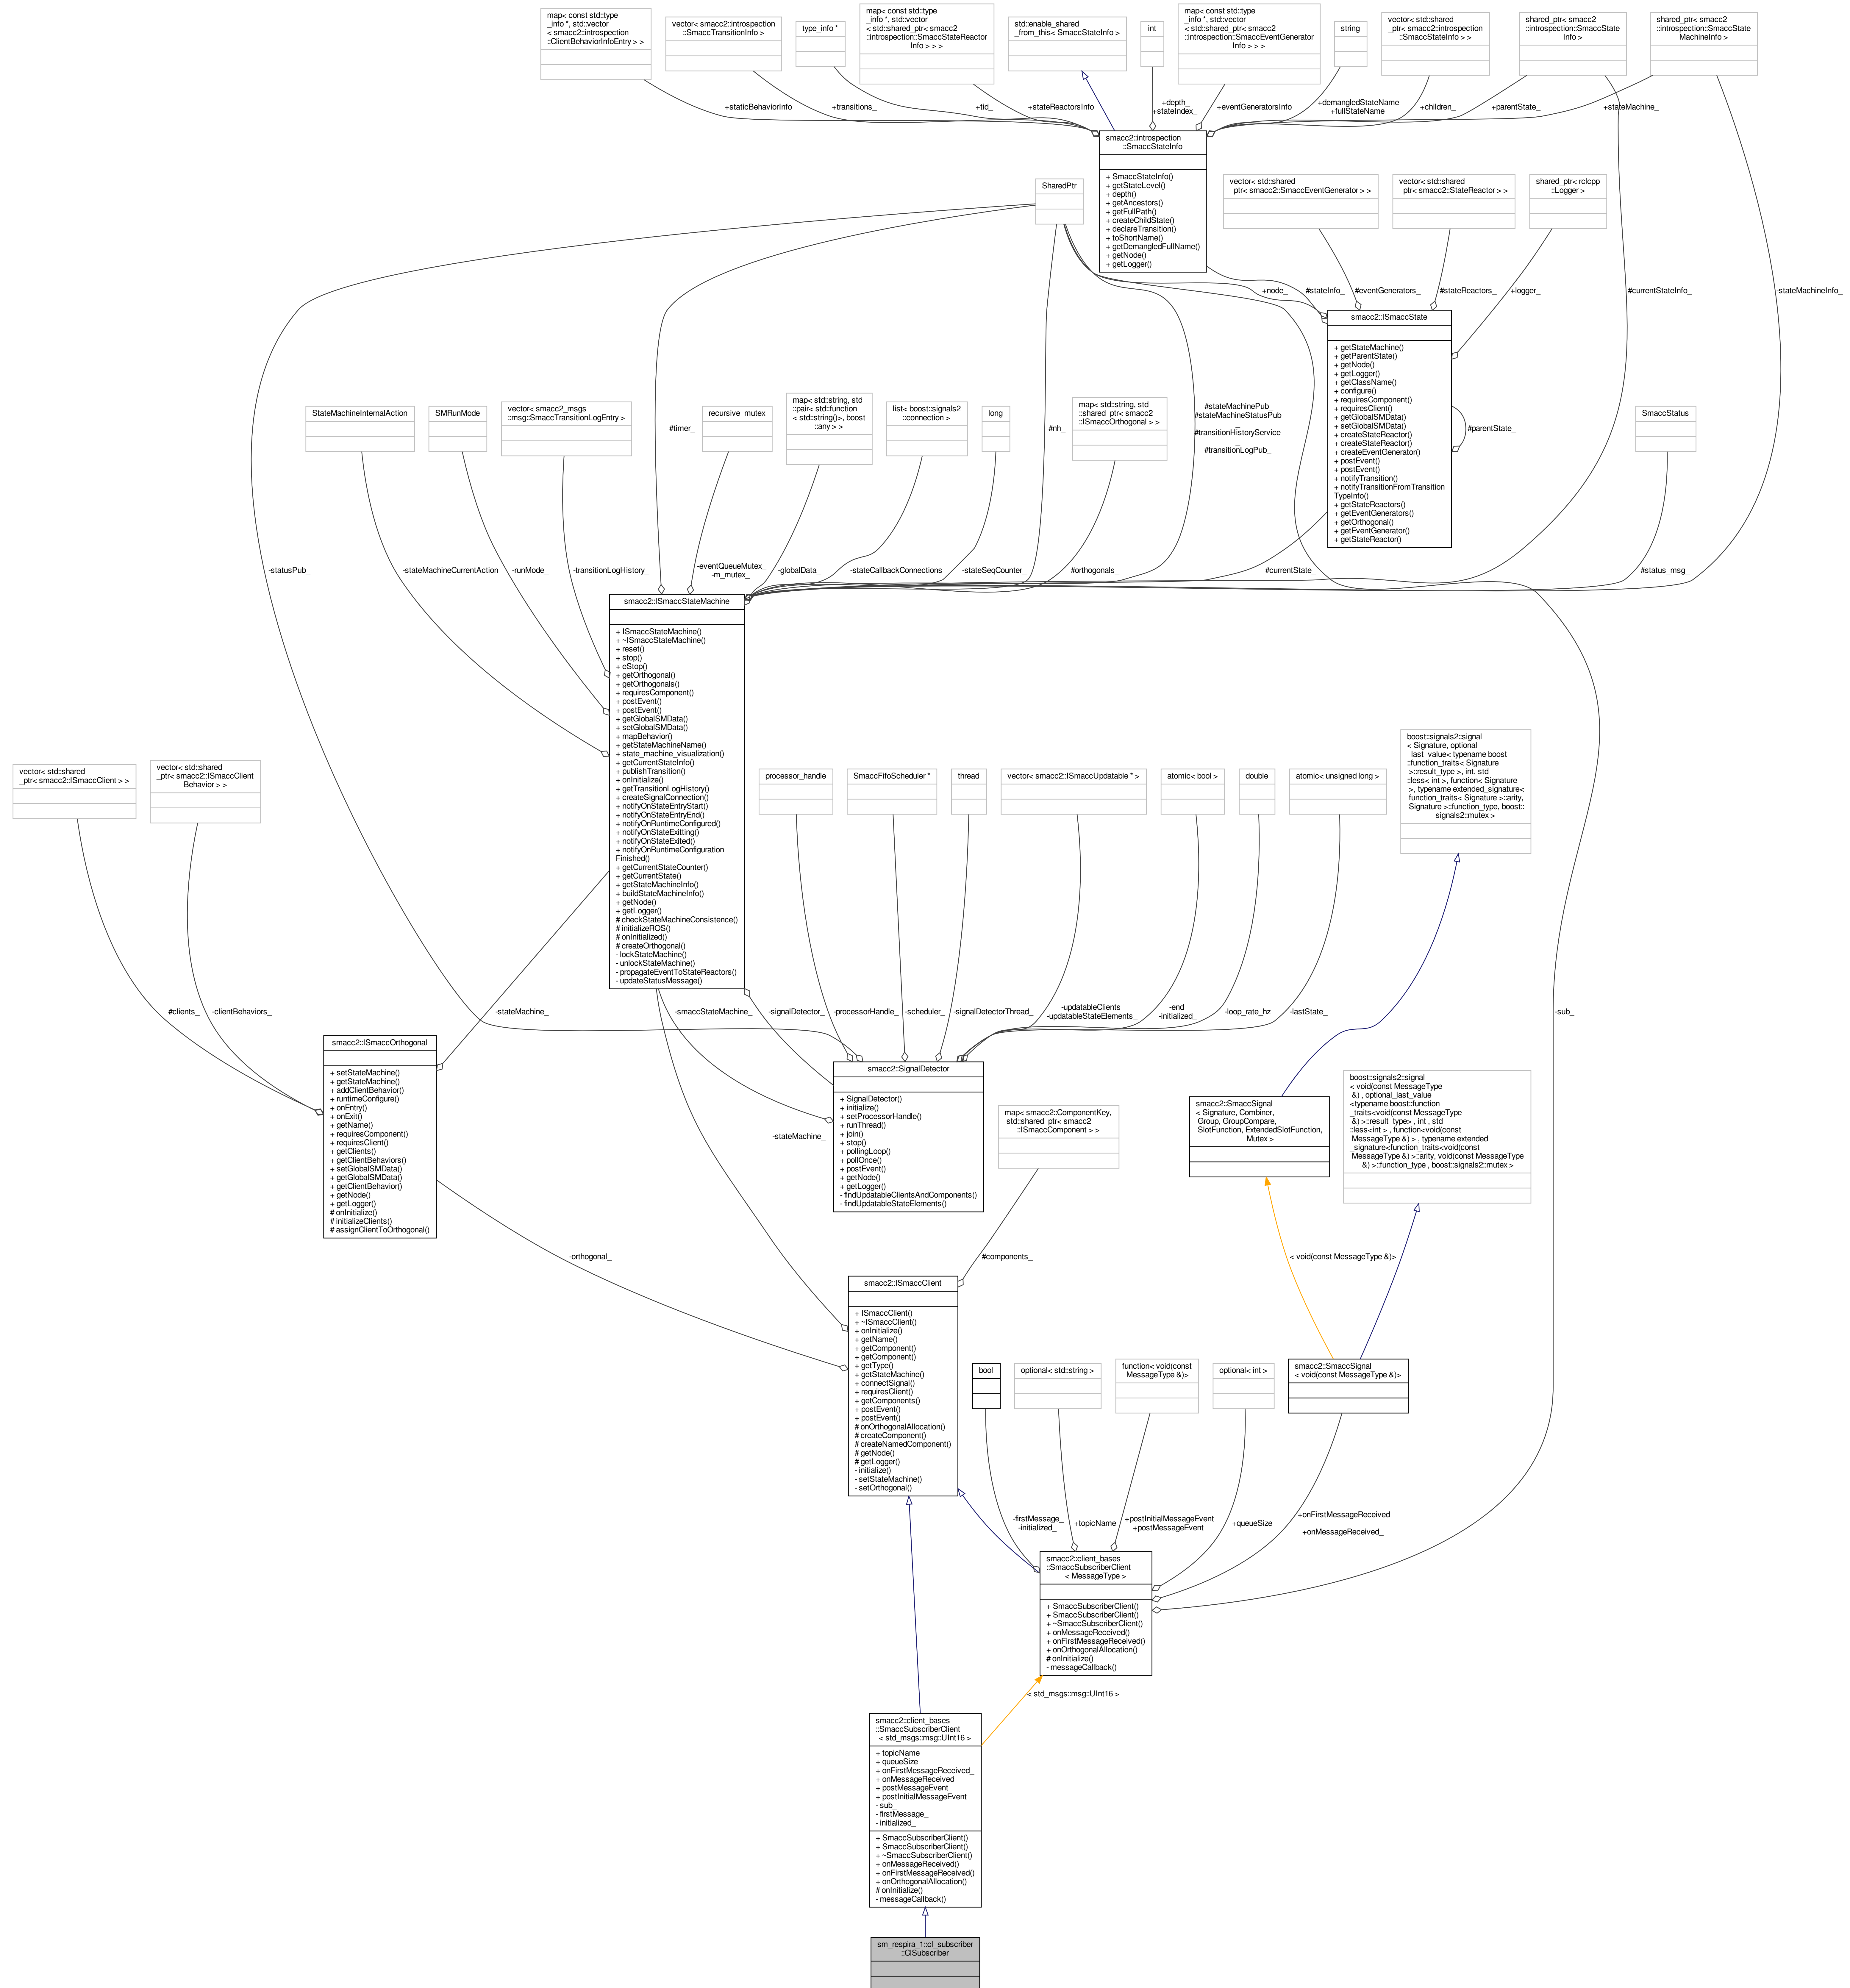 map< const std::type
_info *, std::vector
< smacc2::introspection
::ClientBehaviorInfoEntry > >
vector< smacc2::introspection
::SmaccTransitionInfo >
type_info *
map< const std::type
_info *, std::vector
< std::shared_ptr< smacc2
::introspection::SmaccStateReactor
Info > > >
std::enable_shared
_from_this< SmaccStateInfo >
int
map< const std::type
_info *, std::vector
< std::shared_ptr< smacc2
::introspection::SmaccEventGenerator
Info > > >
string
vector< std::shared
_ptr< smacc2::introspection
::SmaccStateInfo > >
shared_ptr< smacc2
::introspection::SmaccState
Info >
shared_ptr< smacc2
::introspection::SmaccState
MachineInfo >
+staticBehaviorInfo
+transitions_
+tid_
+stateReactorsInfo
+depth_
+stateIndex_
+eventGeneratorsInfo
+demangledStateName
+fullStateName
+children_
+parentState_
+stateMachine_
smacc2::introspection
::SmaccStateInfo
+ SmaccStateInfo()
+ getStateLevel()
+ depth()
+ getAncestors()
+ getFullPath()
+ createChildState()
+ declareTransition()
+ toShortName()
+ getDemangledFullName()
+ getNode()
+ getLogger()
SharedPtr
vector< std::shared
_ptr< smacc2::SmaccEventGenerator > >
vector< std::shared
_ptr< smacc2::StateReactor > >
shared_ptr< rclcpp
::Logger >
+node_
#stateInfo_
#eventGenerators_
#stateReactors_
+logger_
#currentStateInfo_
-stateMachineInfo_
smacc2::ISmaccState
+ getStateMachine()
+ getParentState()
+ getNode()
+ getLogger()
+ getClassName()
+ configure()
+ requiresComponent()
+ requiresClient()
+ getGlobalSMData()
+ setGlobalSMData()
+ createStateReactor()
+ createStateReactor()
+ createEventGenerator()
+ postEvent()
+ postEvent()
+ notifyTransition()
+ notifyTransitionFromTransition
TypeInfo()
+ getStateReactors()
+ getEventGenerators()
+ getOrthogonal()
+ getEventGenerator()
+ getStateReactor()
#parentState_
StateMachineInternalAction
SMRunMode
vector< smacc2_msgs
::msg::SmaccTransitionLogEntry >
#timer_
recursive_mutex
map< std::string, std
::pair< std::function
< std::string()>, boost
::any > >
list< boost::signals2
::connection >
long
#nh_
map< std::string, std
::shared_ptr< smacc2
::ISmaccOrthogonal > >
#stateMachinePub_
#stateMachineStatusPub
_
#transitionHistoryService
_
#transitionLogPub_
SmaccStatus
-statusPub_
-stateMachineCurrentAction
-runMode_
-transitionLogHistory_
-eventQueueMutex_
-m_mutex_
-globalData_
-stateCallbackConnections
-stateSeqCounter_
#orthogonals_
#currentState_
#status_msg_
smacc2::ISmaccStateMachine
+ ISmaccStateMachine()
+ ~ISmaccStateMachine()
+ reset()
+ stop()
+ eStop()
+ getOrthogonal()
+ getOrthogonals()
+ requiresComponent()
+ postEvent()
+ postEvent()
+ getGlobalSMData()
+ setGlobalSMData()
+ mapBehavior()
+ getStateMachineName()
+ state_machine_visualization()
+ getCurrentStateInfo()
+ publishTransition()
+ onInitialize()
+ getTransitionLogHistory()
+ createSignalConnection()
+ notifyOnStateEntryStart()
+ notifyOnStateEntryEnd()
+ notifyOnRuntimeConfigured()
+ notifyOnStateExitting()
+ notifyOnStateExited()
+ notifyOnRuntimeConfiguration
Finished()
+ getCurrentStateCounter()
+ getCurrentState()
+ getStateMachineInfo()
+ buildStateMachineInfo()
+ getNode()
+ getLogger()
# checkStateMachineConsistence()
# initializeROS()
# onInitialized()
# createOrthogonal()
- lockStateMachine()
- unlockStateMachine()
- propagateEventToStateReactors()
- updateStatusMessage()
vector< std::shared
_ptr< smacc2::ISmaccClient > >
vector< std::shared
_ptr< smacc2::ISmaccClient
Behavior > >
processor_handle
SmaccFifoScheduler *
thread
vector< smacc2::ISmaccUpdatable * >
atomic< bool >
double
atomic< unsigned long >
boost::signals2::signal
< Signature, optional
_last_value< typename boost
::function_traits< Signature
>::result_type >, int, std
::less< int >, function< Signature
>, typename extended_signature<
function_traits< Signature >::arity,
Signature >::function_type, boost::
signals2::mutex >
#clients_
-clientBehaviors_
-stateMachine_
-smaccStateMachine_
-signalDetector_
-processorHandle_
-scheduler_
-signalDetectorThread_
-updatableClients_
-updatableStateElements_
-end_
-initialized_
-loop_rate_hz
-lastState_
-sub_
smacc2::ISmaccOrthogonal
+ setStateMachine()
+ getStateMachine()
+ addClientBehavior()
+ runtimeConfigure()
+ onEntry()
+ onExit()
+ getName()
+ requiresComponent()
+ requiresClient()
+ getClients()
+ getClientBehaviors()
+ setGlobalSMData()
+ getGlobalSMData()
+ getClientBehavior()
+ getNode()
+ getLogger()
# onInitialize()
# initializeClients()
# assignClientToOrthogonal()
smacc2::SignalDetector
+ SignalDetector()
+ initialize()
+ setProcessorHandle()
+ runThread()
+ join()
+ stop()
+ pollingLoop()
+ pollOnce()
+ postEvent()
+ getNode()
+ getLogger()
- findUpdatableClientsAndComponents()
- findUpdatableStateElements()
-stateMachine_
map< smacc2::ComponentKey,
std::shared_ptr< smacc2
::ISmaccComponent > >
smacc2::SmaccSignal
< Signature, Combiner,
Group, GroupCompare,
SlotFunction, ExtendedSlotFunction,
Mutex >
boost::signals2::signal
< void(const MessageType
&) , optional_last_value
<typename boost::function
_traits<void(const MessageType
&) >::result_type> , int , std
::less<int > , function<void(const
MessageType &) > , typename extended
_signature<function_traits<void(const
MessageType &) >::arity, void(const MessageType
&) >::function_type , boost::signals2::mutex >
-orthogonal_
#components_
< void(const MessageType &)>
smacc2::ISmaccClient
+ ISmaccClient()
+ ~ISmaccClient()
+ onInitialize()
+ getName()
+ getComponent()
+ getComponent()
+ getType()
+ getStateMachine()
+ connectSignal()
+ requiresClient()
+ getComponents()
+ postEvent()
+ postEvent()
# onOrthogonalAllocation()
# createComponent()
# createNamedComponent()
# getNode()
# getLogger()
- initialize()
- setStateMachine()
- setOrthogonal()
bool
optional< std::string >
function< void(const
MessageType &)>
optional< int >
smacc2::SmaccSignal
< void(const MessageType &)>
-firstMessage_
-initialized_
+topicName
+postInitialMessageEvent
+postMessageEvent
+queueSize
+onFirstMessageReceived
_
+onMessageReceived_
smacc2::client_bases
::SmaccSubscriberClient
< MessageType >
+ SmaccSubscriberClient()
+ SmaccSubscriberClient()
+ ~SmaccSubscriberClient()
+ onMessageReceived()
+ onFirstMessageReceived()
+ onOrthogonalAllocation()
# onInitialize()
- messageCallback()
< std_msgs::msg::UInt16 >
smacc2::client_bases
::SmaccSubscriberClient
< std_msgs::msg::UInt16 >
+ topicName
+ queueSize
+ onFirstMessageReceived_
+ onMessageReceived_
+ postMessageEvent
+ postInitialMessageEvent
- sub_
- firstMessage_
- initialized_
+ SmaccSubscriberClient()
+ SmaccSubscriberClient()
+ ~SmaccSubscriberClient()
+ onMessageReceived()
+ onFirstMessageReceived()
+ onOrthogonalAllocation()
# onInitialize()
- messageCallback()
sm_respira_1::cl_subscriber
::ClSubscriber